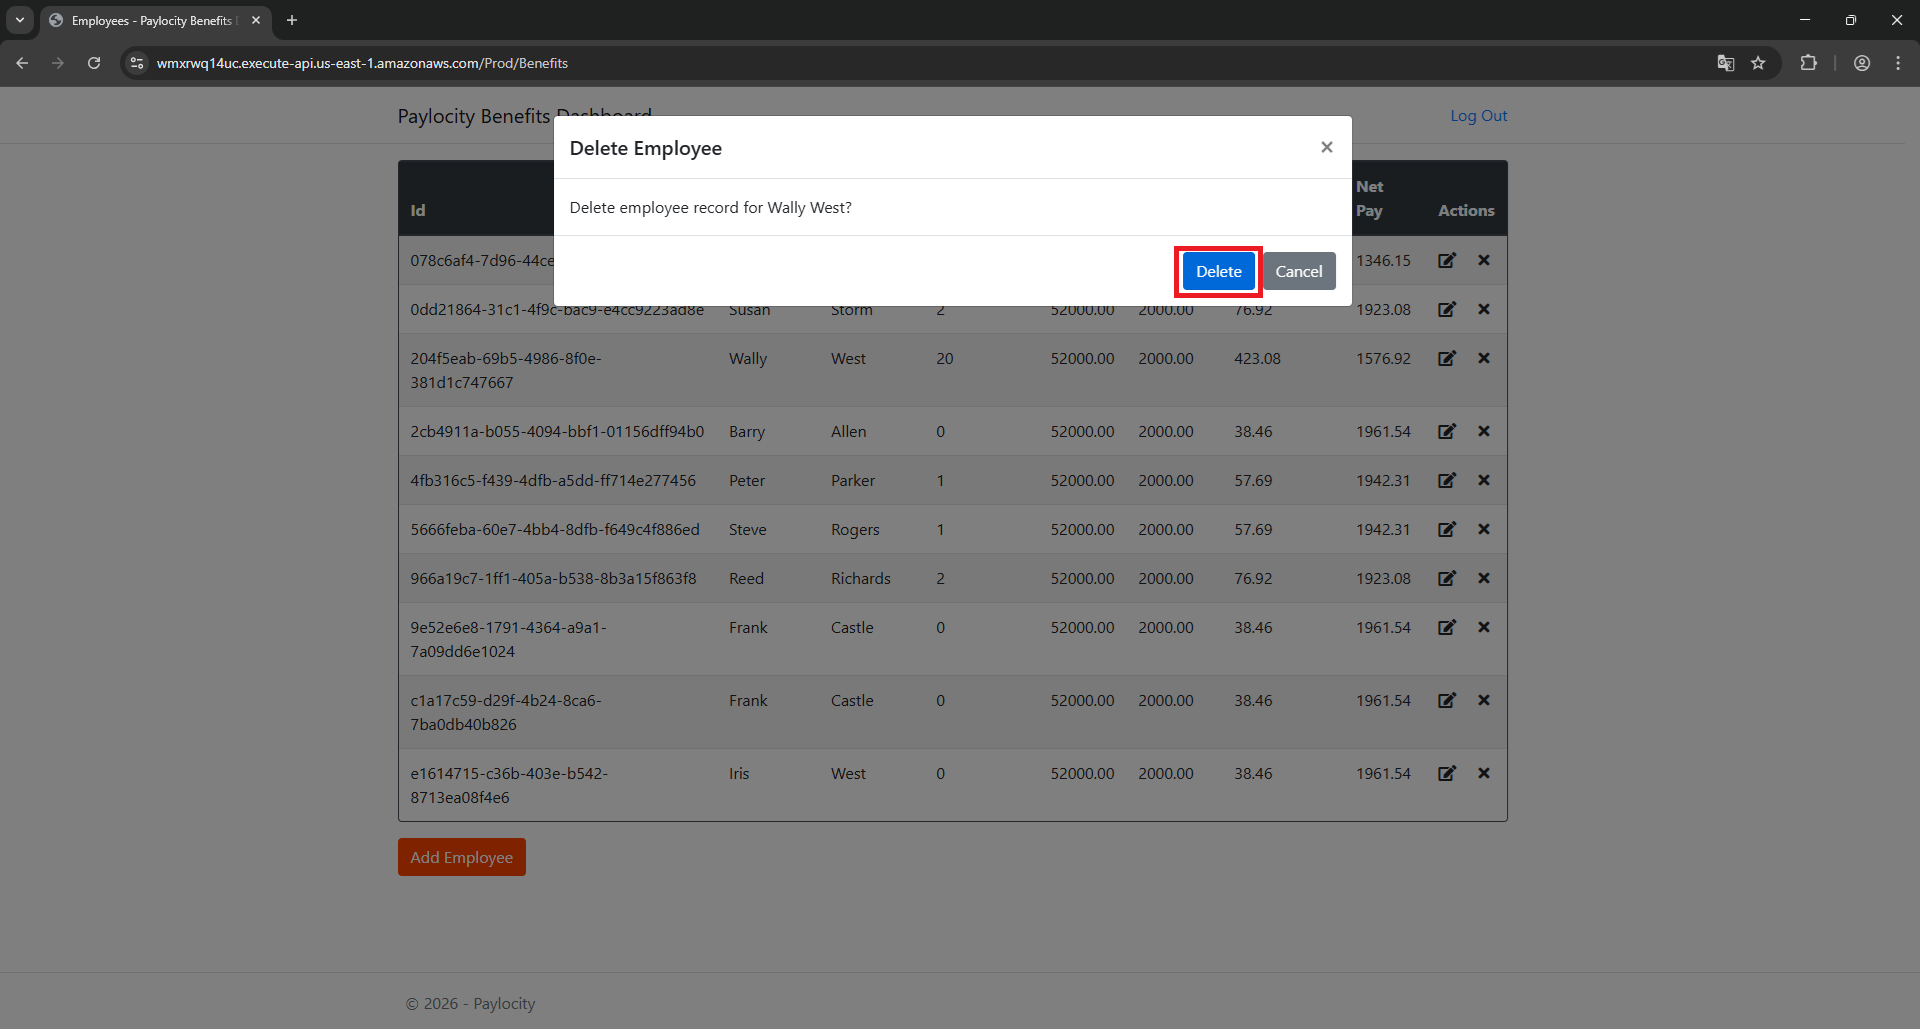 Employees - Paylocity Benefits
wmxrwq14uc.execute-api.us-east-1.amazonaws.com/Prod/Benefits
Paylocity Benefits Dashboard
Log Out
Delete Employee
×
Delete employee record for Wally West?
Delete Cancel
Id Net Pay Actions
078c6af4-7d96-44ce 1346.15
0dd21864-31c1-4f9c-bac9-e4cc9223ad8e Susan Storm 2 52000.00 2000.00 76.92 1923.08
204f5eab-69b5-4986-8f0e- Wally West 20 52000.00 2000.00 423.08 1576.92
381d1c747667
2cb4911a-b055-4094-bbf1-01156dff94b0 Barry Allen 0 52000.00 2000.00 38.46 1961.54
4fb316c5-f439-4dfb-a5dd-ff714e277456 Peter Parker 1 52000.00 2000.00 57.69 1942.31
5666feba-60e7-4bb4-8dfb-f649c4f886ed Steve Rogers 1 52000.00 2000.00 57.69 1942.31
966a19c7-1ff1-405a-b538-8b3a15f863f8 Reed Richards 2 52000.00 2000.00 76.92 1923.08
9e52e6e8-1791-4364-a9a1- Frank Castle 0 52000.00 2000.00 38.46 1961.54
7a09dd6e1024
c1a17c59-d29f-4b24-8ca6- Frank Castle 0 52000.00 2000.00 38.46 1961.54
7ba0db40b826
e1614715-c36b-403e-b542- Iris West 0 52000.00 2000.00 38.46 1961.54
8713ea08f4e6
Add Employee
© 2026 - Paylocity